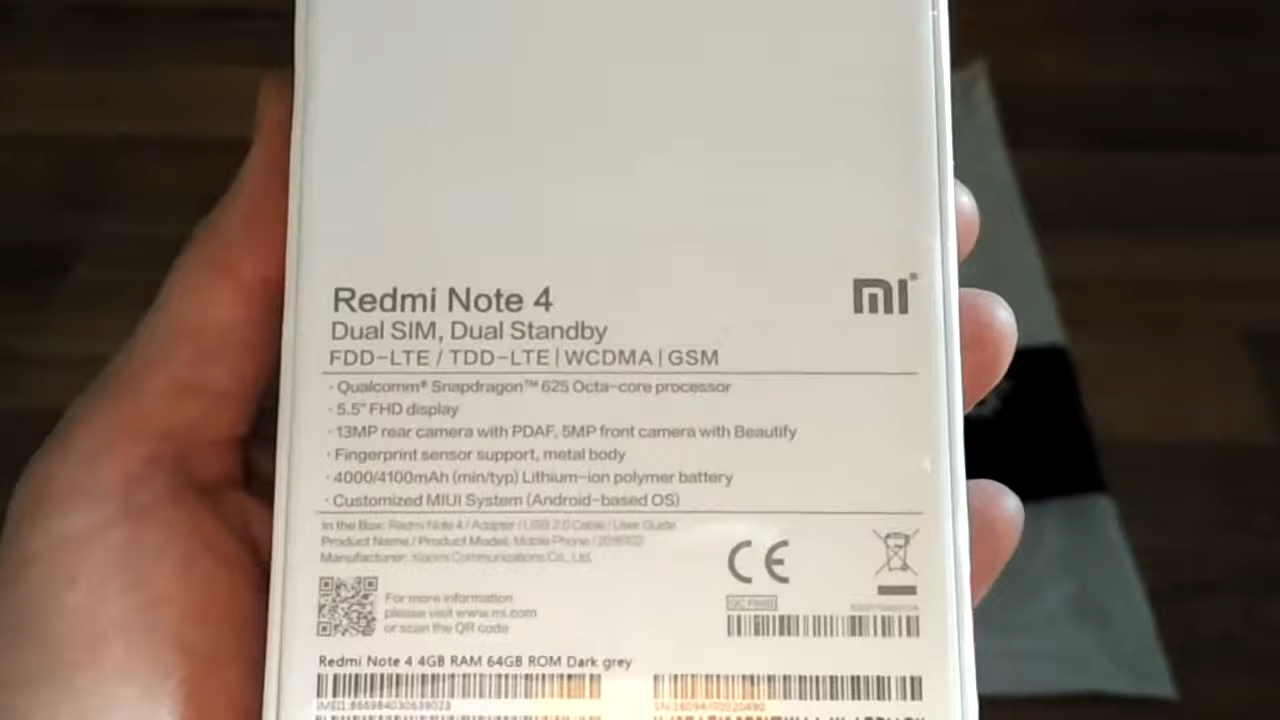 Redmi Note 4
mi
Dual SIM, Dual Standby
FDD-LTE / TDD-LTE | WCDMA | GSM
· Qualcomm® Snapdragon™ 625 Octa-core processor
· 5.5" FHD display
· 13MP rear camera with PDAF, 5MP front camera with Beautify
· Fingerprint sensor support, metal body
· 4000/4100mAh (min/typ) Lithium-ion polymer battery
· Customized MIUI System (Android-based OS)
In the Box: Redmi Note 4 / Adapter / USB 2.0 Cable / User Guide
Product Name / Product Model: Mobile Phone /
Manufacturer: Xiaomi Communications Co., Ltd.
CE
For more information
please visit www.mi.com
or scan the QR code
Redmi Note 4 4GB RAM 64GB ROM Dark grey